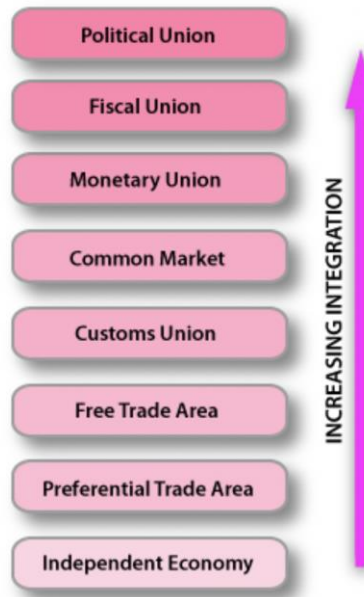 Political Union
Fiscal Union
Monetary Union
Common Market
Customs Union
Free Trade Area
Preferential Trade Area
Independent Economy
INCREASING INTEGRATION